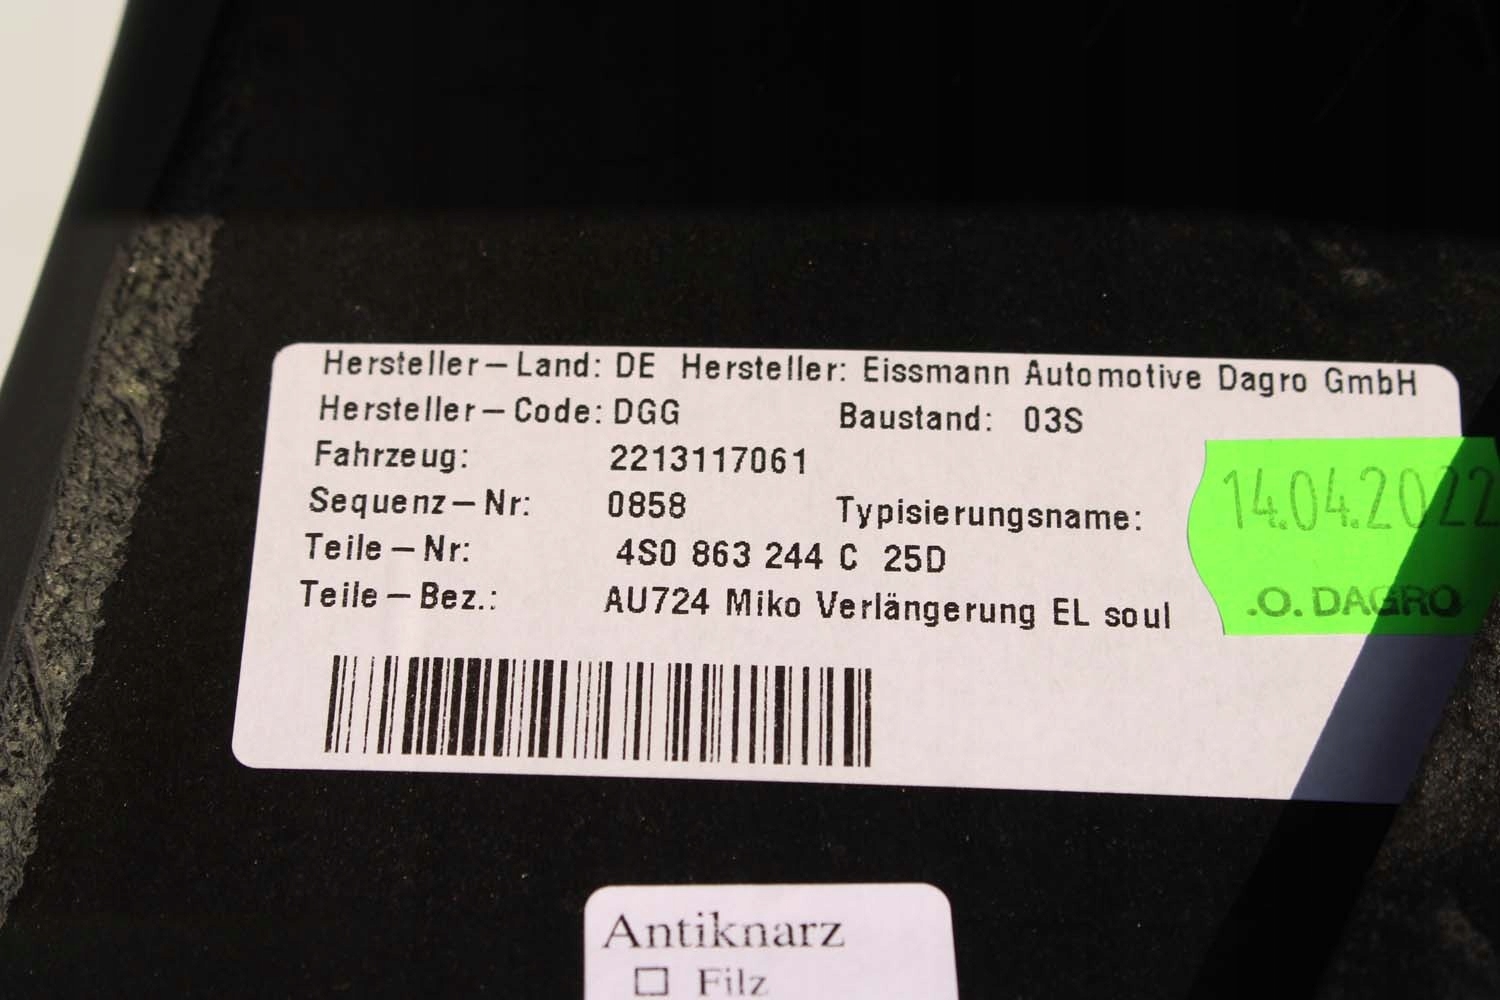 Hersteller-Land: DE Hersteller: Eissmann Automotive Dagro GmbH
Hersteller-Code: DGG Baustand: 03S
Fahrzeug: 2213117061
Sequenz-Nr: 0858 Typisierungsname:
Teile-Nr: 4S0 863 244 C 25D
Teile-Bez.: AU724 Miko Verlängerung EL soul
14.04.2022
.O. DAGRO
Antiknarz
☐ Filz